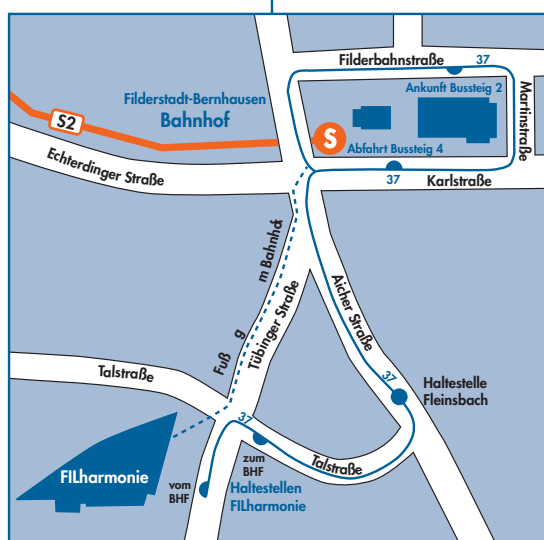 Filderbahnstraße
37
Ankunft Bussteig 2
Martinstraße
Filderstadt-Bernhausen
Bahnhof
S2
S
Abfahrt Bussteig 4
37
Karlstraße
Echterdinger Straße
m Bahnhof
Fuß
g
Tübinger Straße
Aicher Straße
37
Haltestelle
Fleinsbach
Talstraße
37
zum
BHF
Talstraße
FILharmonie
vom
BHF
Haltestellen
FILharmonie